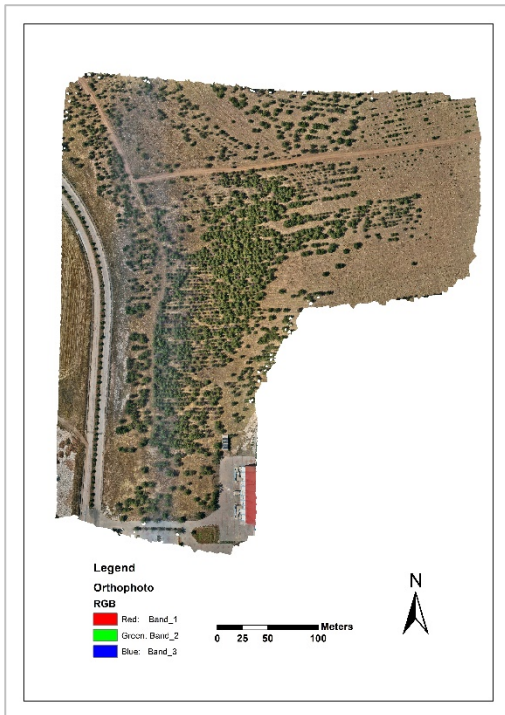 Legend
Orthophoto
RGB
Red: Band_1
Green: Band_2
Blue: Band_3
N
Meters
0 25 50 100